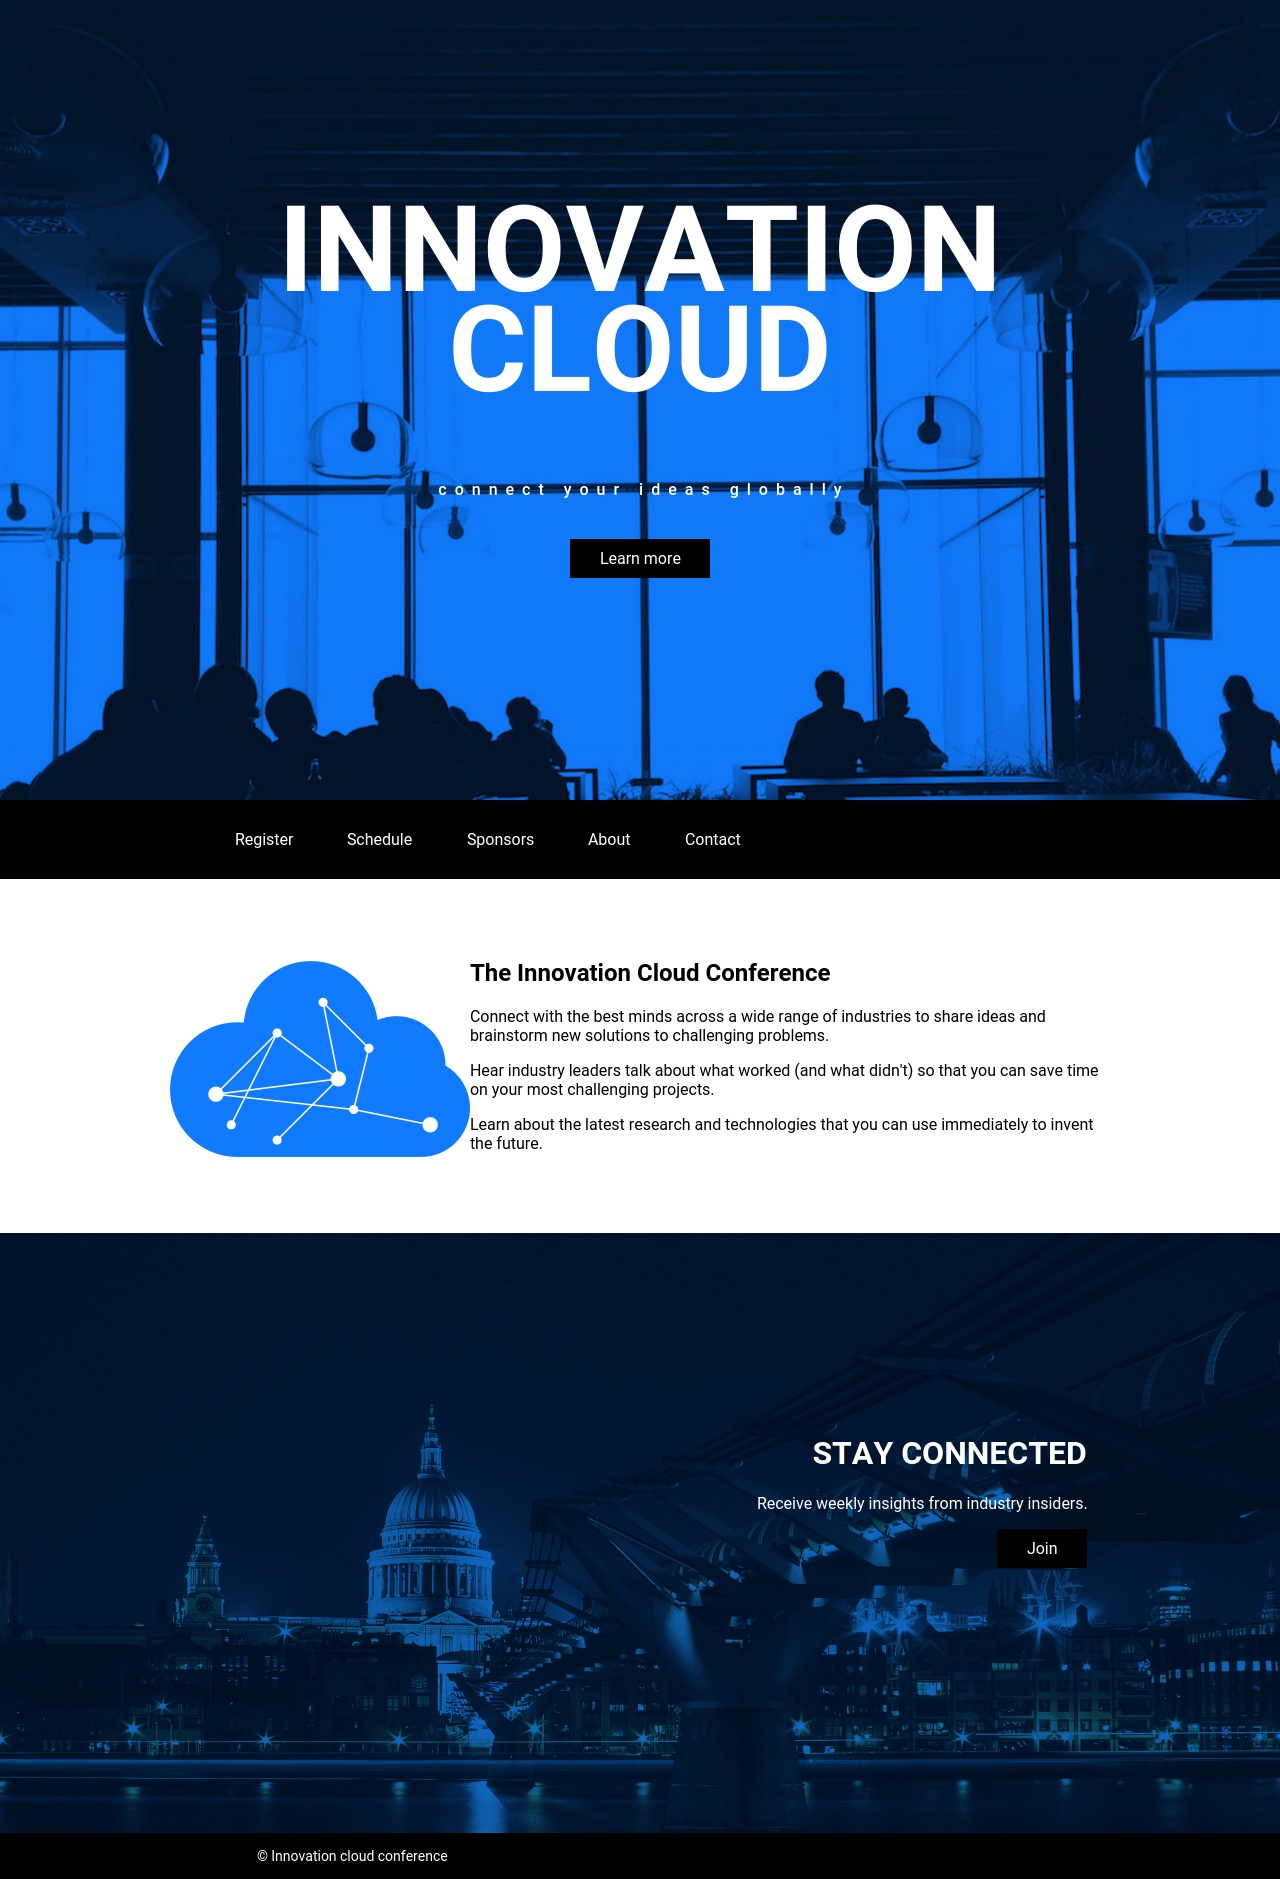 INNOVATION
CLOUD
connect your ideas globally
Learn more
Register Schedule Sponsors About Contact
The Innovation Cloud Conference
Connect with the best minds across a wide range of industries to share ideas and
brainstorm new solutions to challenging problems.
Hear industry leaders talk about what worked (and what didn't) so that you can save time
on your most challenging projects.
Learn about the latest research and technologies that you can use immediately to invent
the future.
STAY CONNECTED
Receive weekly insights from industry insiders.
Join
© Innovation cloud conference